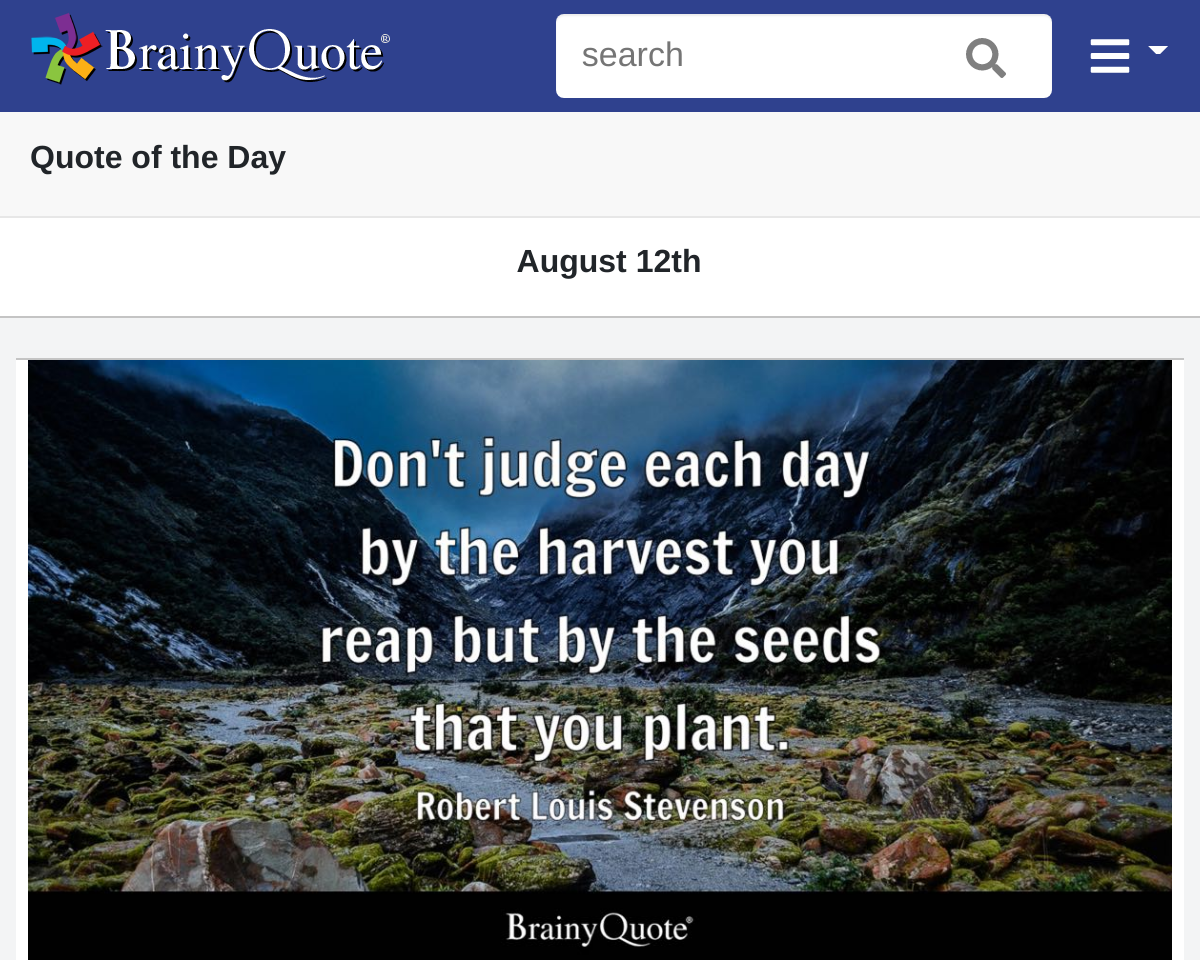 BrainyQuote®
search
Quote of the Day
August 12th
Don't judge each day
by the harvest you
reap but by the seeds
that you plant.
Robert Louis Stevenson
BrainyQuote®